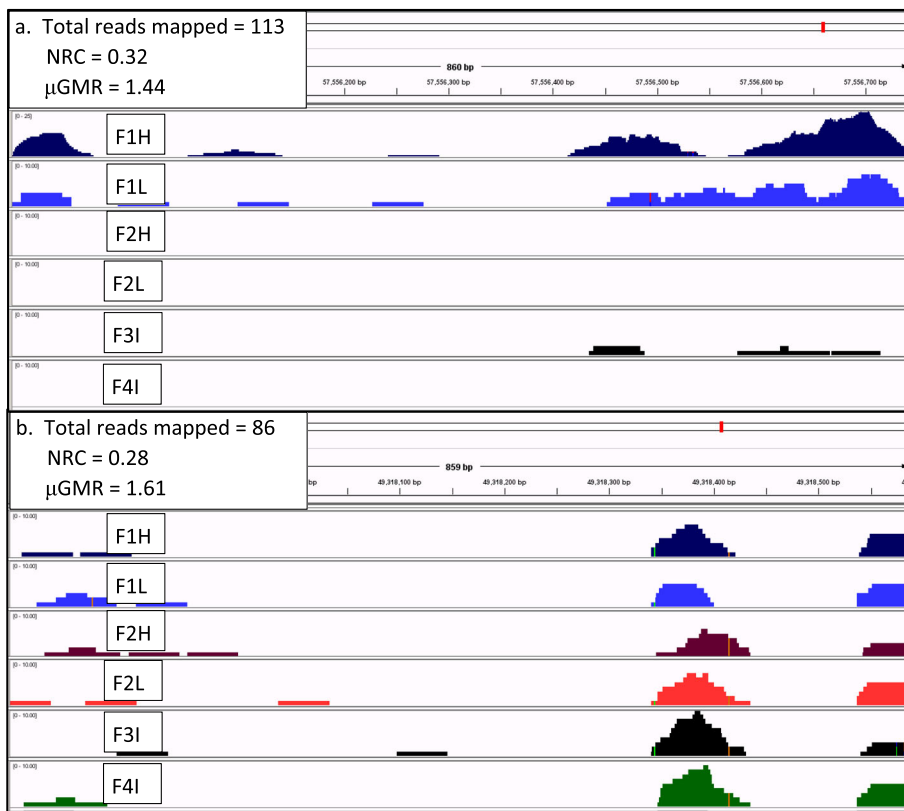 a. Total reads mapped = 113
NRC = 0.32
μGMR = 1.44
860 bp
57,556,200 bp 57,556,300 bp 57,556,400 bp 57,556,500 bp 57,556,600 bp 57,556,700 bp
[0 - 25]
F1H
[0 - 10.00]
F1L
[0 - 10.00]
F2H
[0 - 10.00]
F2L
[0 - 10.00]
F3I
[0 - 10.00]
F4I
b. Total reads mapped = 86
NRC = 0.28
μGMR = 1.61
859 bp
bp 49,318,100 bp 49,318,200 bp 49,318,300 bp 49,318,400 bp 49,318,500 bp
[0 - 10.00]
F1H
[0 - 10.00]
F1L
[0 - 10.00]
F2H
[0 - 10.00]
F2L
[0 - 10.00]
F3I
[0 - 10.00]
F4I